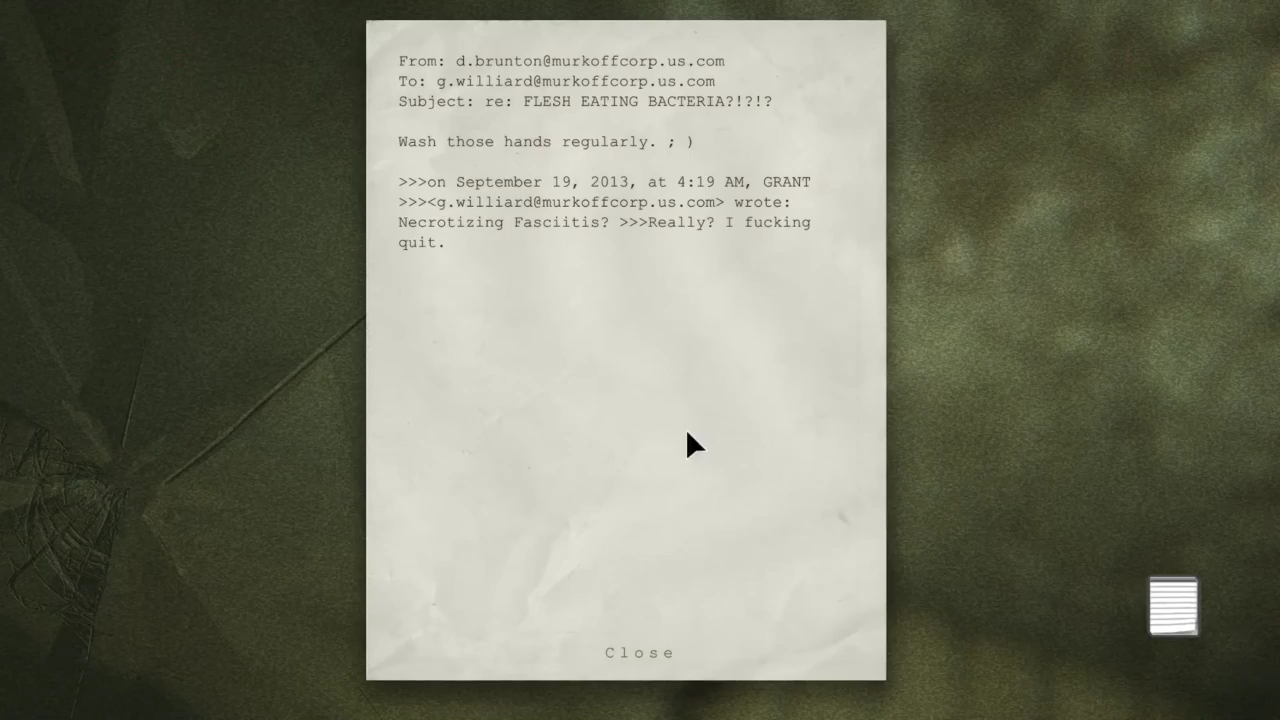 From: d.brunton@murkoffcorp.us.com
To: g.williard@murkoffcorp.us.com
Subject: re: FLESH EATING BACTERIA?!?!?
Wash those hands regularly. ; )
>>>on September 19, 2013, at 4:19 AM, GRANT
>>><g.williard@murkoffcorp.us.com> wrote:
Necrotizing Fasciitis? >>>Really? I fucking
quit.
Close